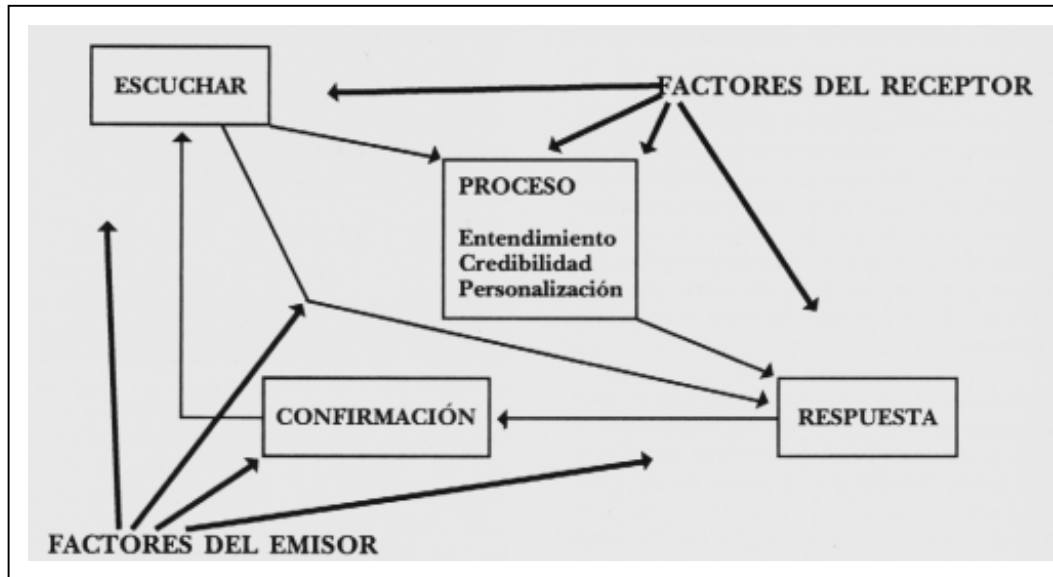 ESCUCHAR
FACTORES DEL RECEPTOR
PROCESO
Entendimiento
Credibilidad
Personalización
CONFIRMACIÓN
RESPUESTA
FACTORES DEL EMISOR